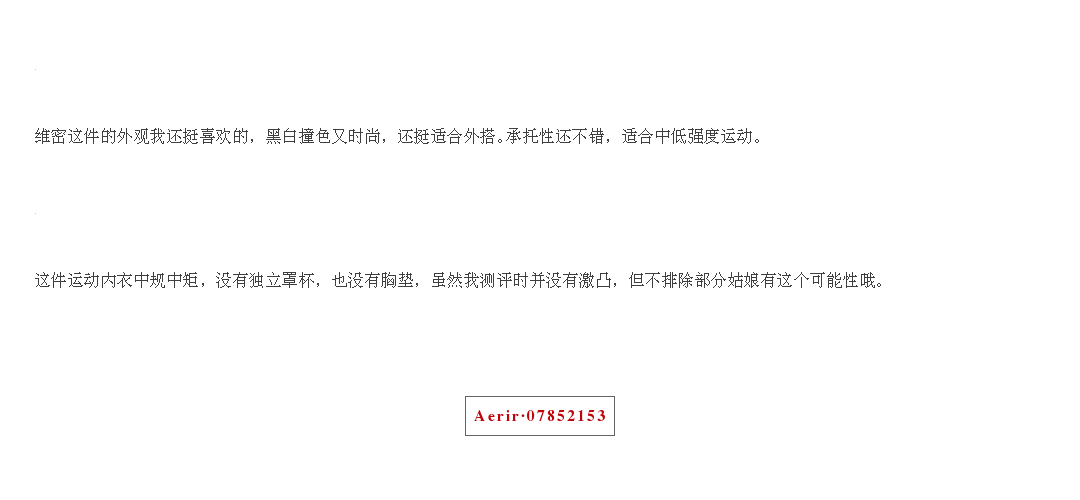 维密这件的外观我还挺喜欢的，黑白撞色又时尚，还挺适合外搭。承托性还不错，适合中低强度运动。
这件运动内衣中规中矩，没有独立罩杯，也没有胸垫，虽然我测评时并没有激凸，但不排除部分姑娘有这个可能性哦。
Aerir·07852153